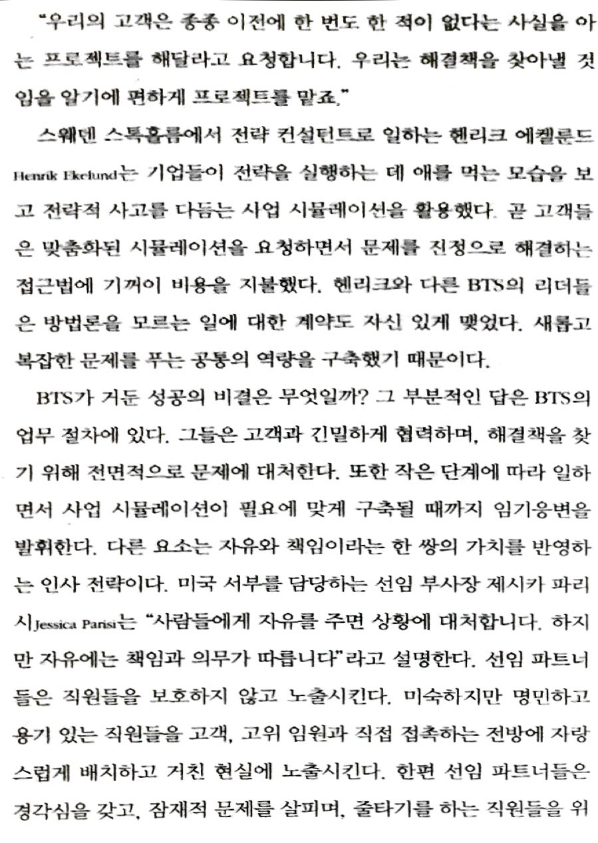 “우리의 고객은 종종 이전에 한 번도 한 적이 없다는 사실을 아
는 프로젝트를 해달라고 요청합니다. 우리는 해결책을 찾아낼 것
임을 알기에 편하게 프로젝트를 맡죠.”
스웨덴 스톡홀름에서 전략 컨설턴트로 일하는 헨리크 에켈룬드
Henrik Ekelund는 기업들이 전략을 실행하는 데 애를 먹는 모습을 보
고 전략적 사고를 다듬는 사업 시뮬레이션을 활용했다. 곧 고객들
은 맞춤화된 시뮬레이션을 요청하면서 문제를 진정으로 해결하는
접근법에 기꺼이 비용을 지불했다. 헨리크와 다른 BTS의 리더들
은 방법론을 모르는 일에 대한 계약도 자신 있게 맺었다. 새롭고
복잡한 문제를 푸는 공통의 역량을 구축했기 때문이다.
BTS가 거둔 성공의 비결은 무엇일까? 그 부분적인 답은 BTS의
업무 절차에 있다. 그들은 고객과 긴밀하게 협력하며, 해결책을 찾
기 위해 전면적으로 문제에 대처한다. 또한 작은 단계에 따라 일하
면서 사업 시뮬레이션이 필요에 맞게 구축될 때까지 임기응변을
발휘한다. 다른 요소는 자유와 책임이라는 한 쌍의 가치를 반영하
는 인사 전략이다. 미국 서부를 담당하는 선임 부사장 제시카 파리
시Jessica Parisi는 “사람들에게 자유를 주면 상황에 대처합니다. 하지
만 자유에는 책임과 의무가 따릅니다”라고 설명한다. 선임 파트너
들은 직원들을 보호하지 않고 노출시킨다. 미숙하지만 명민하고
용기 있는 직원들을 고객, 고위 임원과 직접 접촉하는 전방에 자랑
스럽게 배치하고 거친 현실에 노출시킨다. 한편 선임 파트너들은
경각심을 갖고, 잠재적 문제를 살피며, 줄타기를 하는 직원들을 위